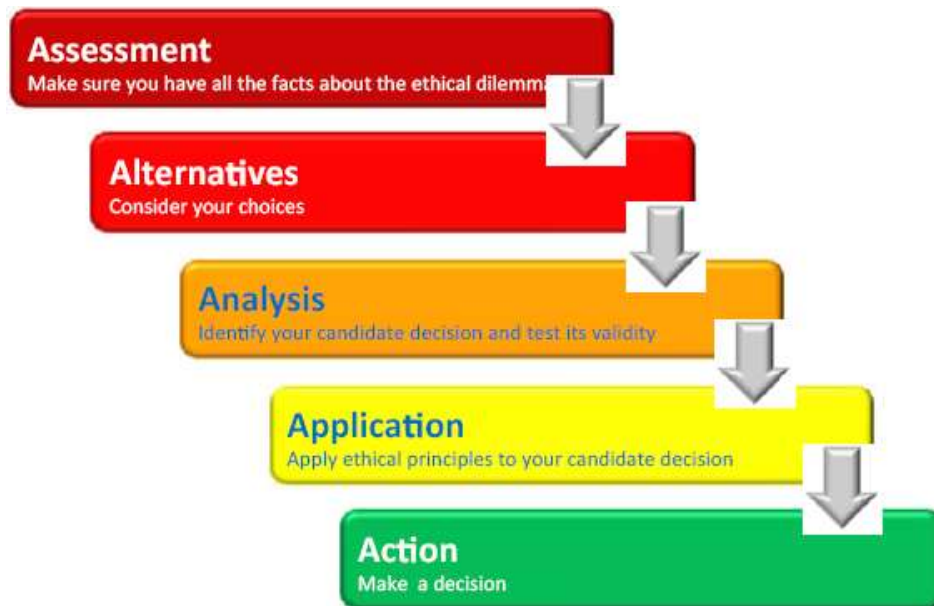 Assessment
Make sure you have all the facts about the ethical dilemma
Alternatives
Consider your choices
Analysis
Identify your candidate decision and test its validity
Application
Apply ethical principles to your candidate decision
Action
Make a decision